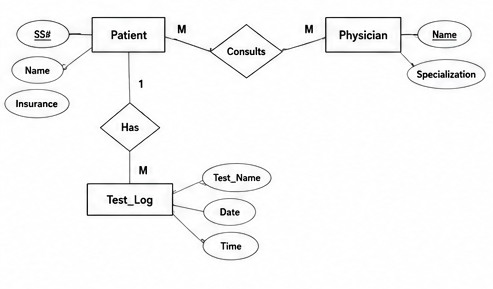 SS#
Patient
M
M
Physician
Name
Consults
Name
Specialization
Insurance
1
Has
M
Test_Name
Test_Log
Date
Time